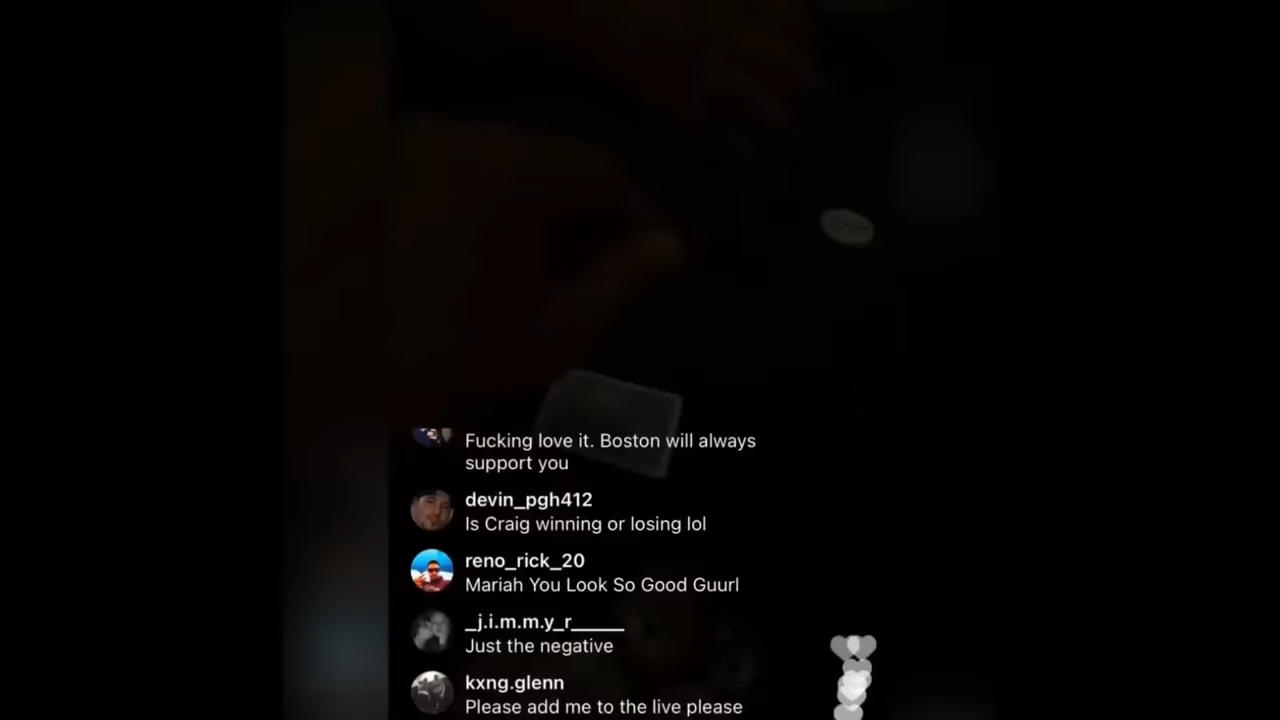 Fucking love it. Boston will always
support you
devin_pgh412
Is Craig winning or losing lol
reno_rick_20
Mariah You Look So Good Guurl
_j.i.m.m.y_r______
Just the negative
kxng.glenn
Please add me to the live please